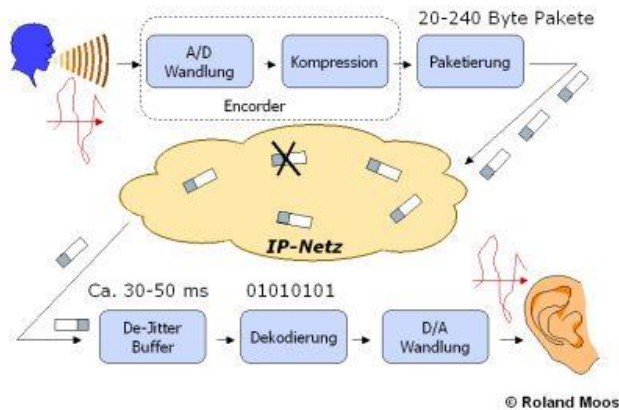 20-240 Byte Pakete
A/D
Wandlung
Kompression
Paketierung
Encorder
IP-Netz
Ca. 30-50 ms
01010101
De-Jitter
Buffer
Dekodierung
D/A
Wandlung
© Roland Moos